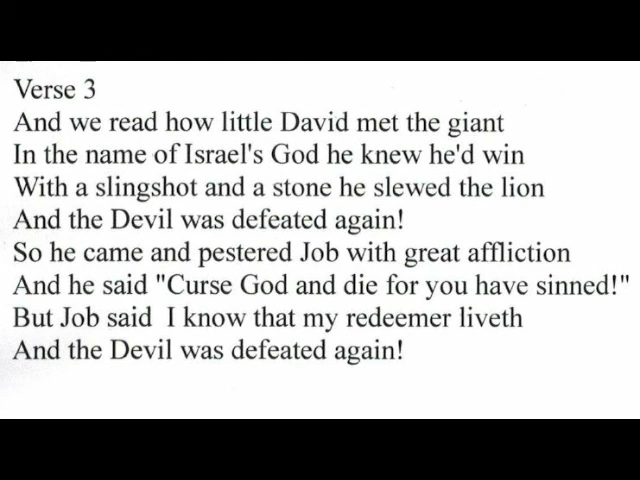 Verse 3
And we read how little David met the giant
In the name of Israel's God he knew he'd win
With a slingshot and a stone he slewed the lion
And the Devil was defeated again!
So he came and pestered Job with great affliction
And he said "Curse God and die for you have sinned!"
But Job said  I know that my redeemer liveth
And the Devil was defeated again!